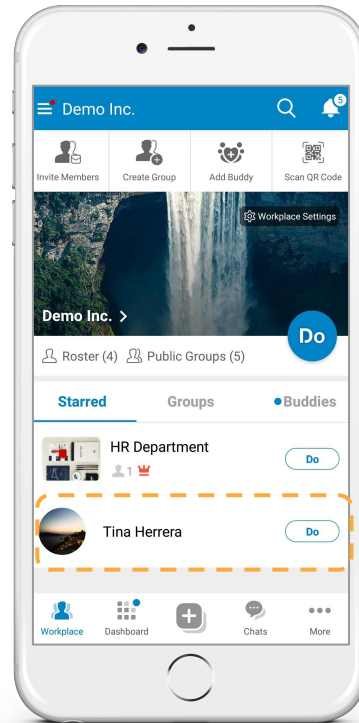 Demo Inc.
5
Invite Members
Create Group
Add Buddy
Scan QR Code
Workplace Settings
Demo Inc. >
Do
Roster (4) Public Groups (5)
Starred Groups Buddies
HR Department
1
Do
Tina Herrera
Do
Workplace Dashboard Chats More